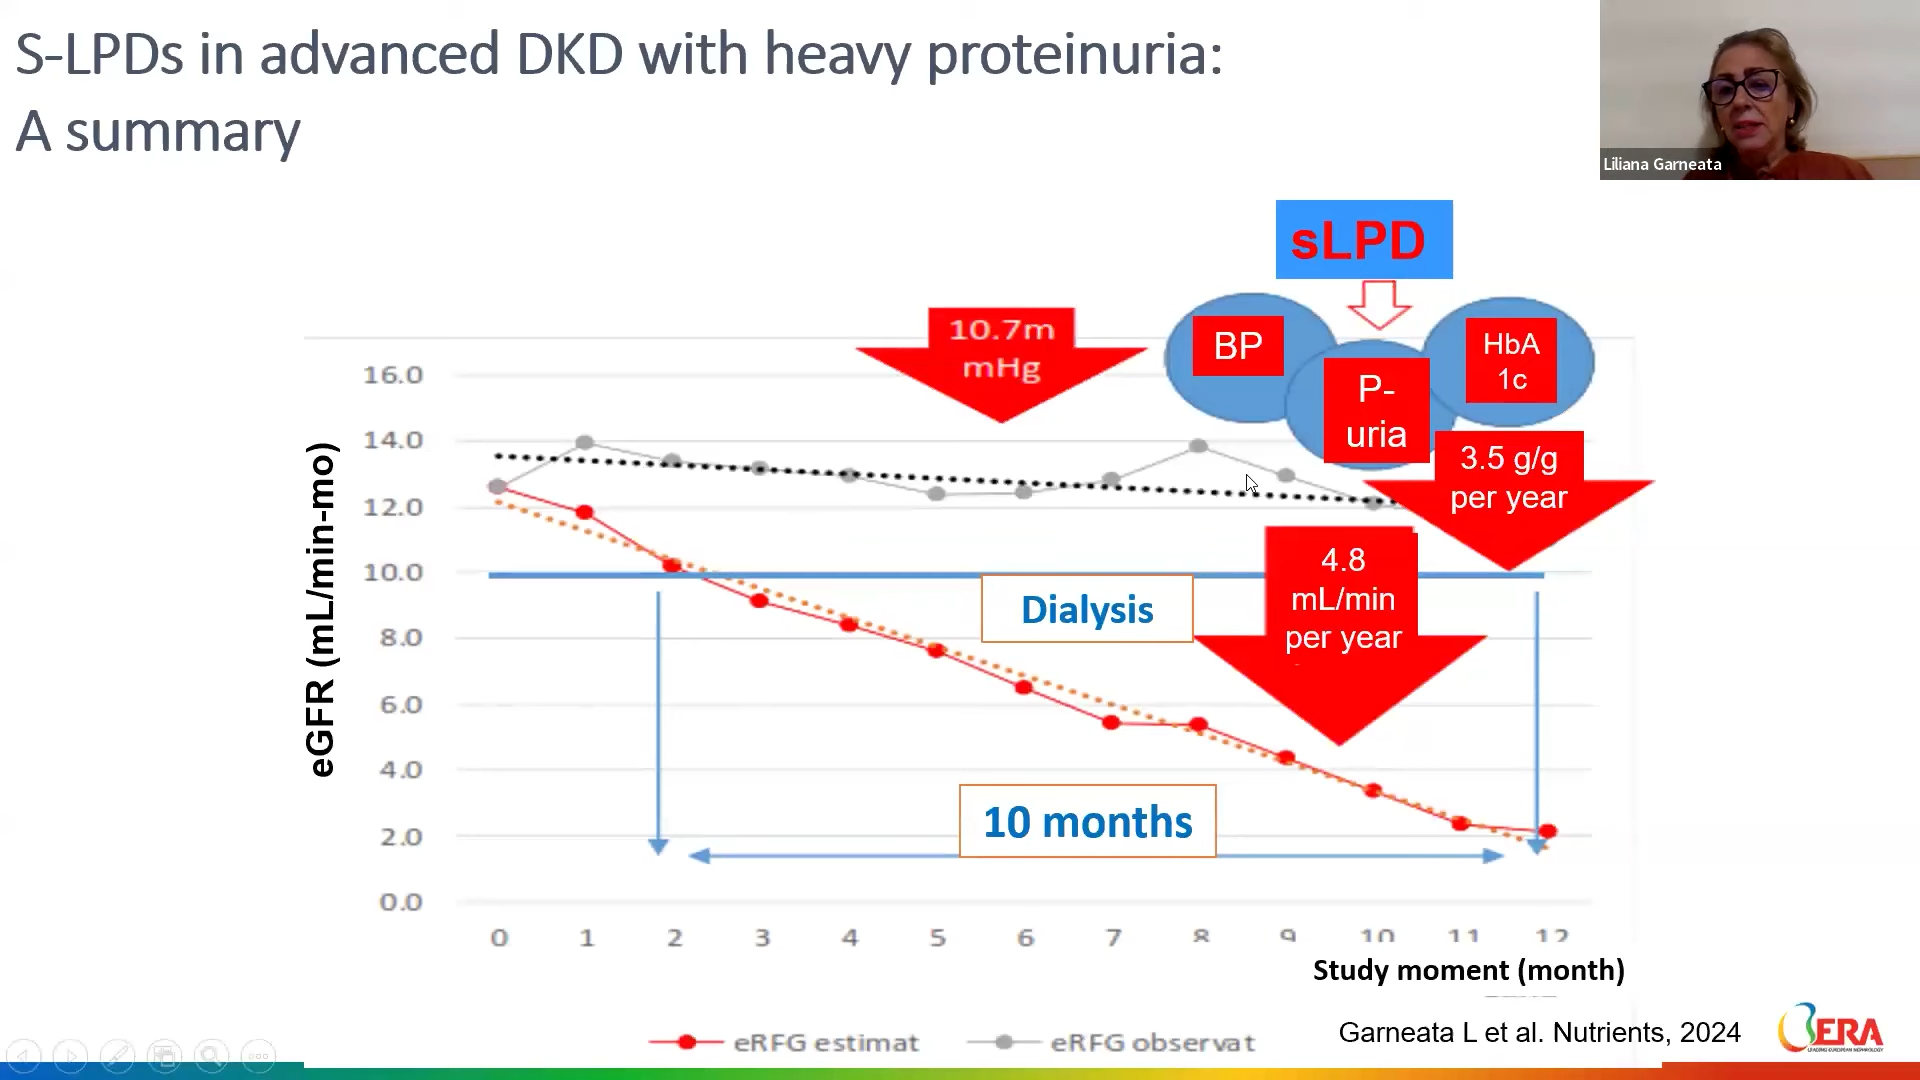 S-LPDs in advanced DKD with heavy proteinuria:
A summary
Liliana Garneata
sLPD
BP
P-
uria
HbA
1c
10.7m
mHg
3.5 g/g
per year
4.8
mL/min
per year
Dialysis
10 months
eGFR (mL/min-mo)
16.0
14.0
12.0
10.0
8.0
6.0
4.0
2.0
0.0
0 1 2 3 4 5 6 7 8 9 10 11 12
Study moment (month)
eRFG estimat
eRFG observat
Garneata L et al. Nutrients, 2024
ERA
LEADING EUROPEAN NEPHROLOGY